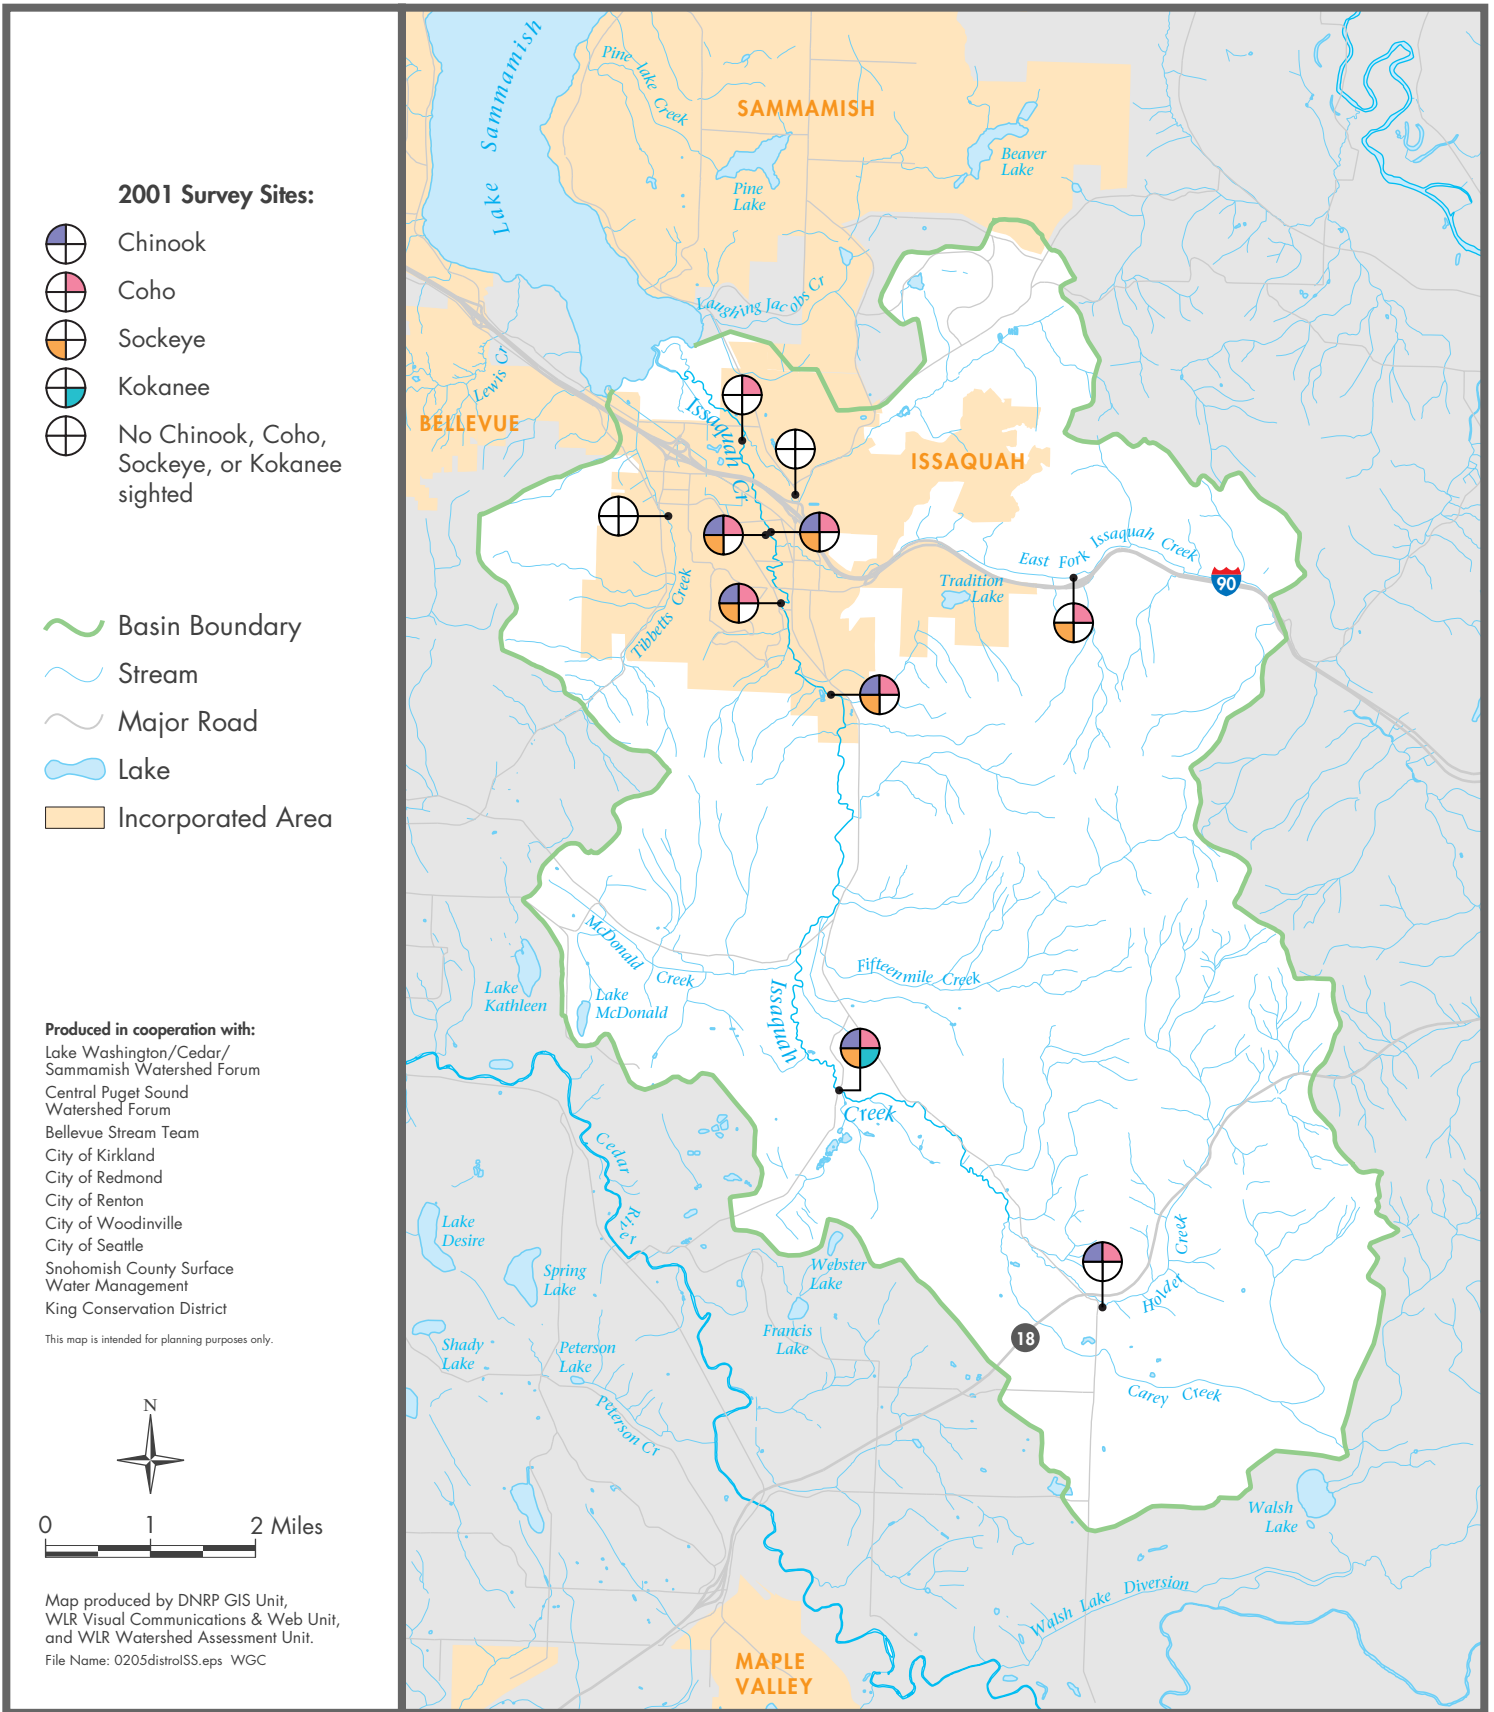 2001 Survey Sites:
Chinook
Coho
Sockeye
Kokanee
No Chinook, Coho,
Sockeye, or Kokanee
sighted
Basin Boundary
Stream
Major Road
Lake
Incorporated Area
Produced in cooperation with:
Lake Washington/Cedar/
Sammamish Watershed Forum
Central Puget Sound
Watershed Forum
Bellevue Stream Team
City of Kirkland
City of Redmond
City of Renton
City of Woodinville
City of Seattle
Snohomish County Surface
Water Management
King Conservation District
This map is intended for planning purposes only.
N
0 1 2 Miles
Map produced by DNRP GIS Unit,
WLR Visual Communications & Web Unit,
and WLR Watershed Assessment Unit.
File Name: 0205distroISS.eps WGC
Lake Sammamish
Pine lake Creek
SAMMAMISH
Pine
Lake
Beaver
Lake
Laughing Jacobs Cr
Lewis Cr
BELLEVUE
Issaquah Cr.
ISSAQUAH
East Fork Issaquah Creek
90
Tradition
Lake
Tibbetts Creek
McDonald Creek
Lake
Kathleen
Lake
McDonald
Fifteenmile Creek
Issaquah
Creek
Cedar River
Lake
Desire
Spring
Lake
Webster
Lake
Francis
Lake
Shady
Lake
Peterson
Lake
Peterson Cr
Holder Creek
18
Carey Creek
Walsh
Lake
Walsh Lake Diversion
MAPLE
VALLEY